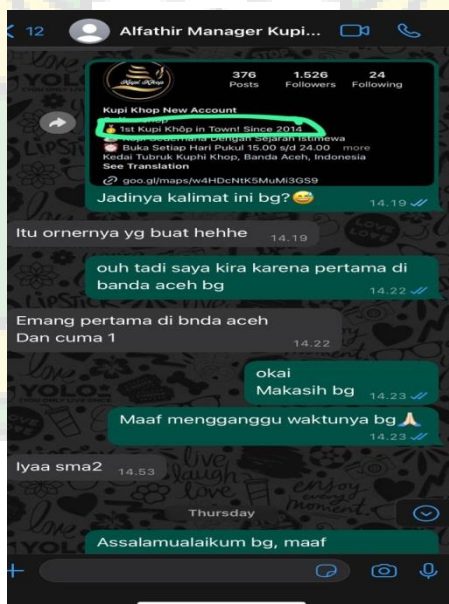 12
Alfathir Manager Kupi...
376 1.526 24
Posts Followers Following
Kupi Khop New Account
1st Kupi Khôp in Town! Since 2014
Dengan Sejarah Istimewa
Buka Setiap Hari Pukul 15.00 s/d 24.00 more
Kedai Tubruk Kuphi Khop, Banda Aceh, Indonesia
See Translation
goo.gl/maps/w4HDcNtK5MuMi3GS9
Jadinya kalimat ini bg?😅
14.19
Itu ornernya yg buat hehhe 14.19
ouh tadi saya kira karena pertama di
banda aceh bg
14.22
Emang pertama di bnda aceh
Dan cuma 1
14.22
okai
Makasih bg 14.23
Maaf mengganggu waktunya bg🙏🏻
14.23
Iyaa sma2 14.53
Thursday
Assalamualaikum bg, maaf